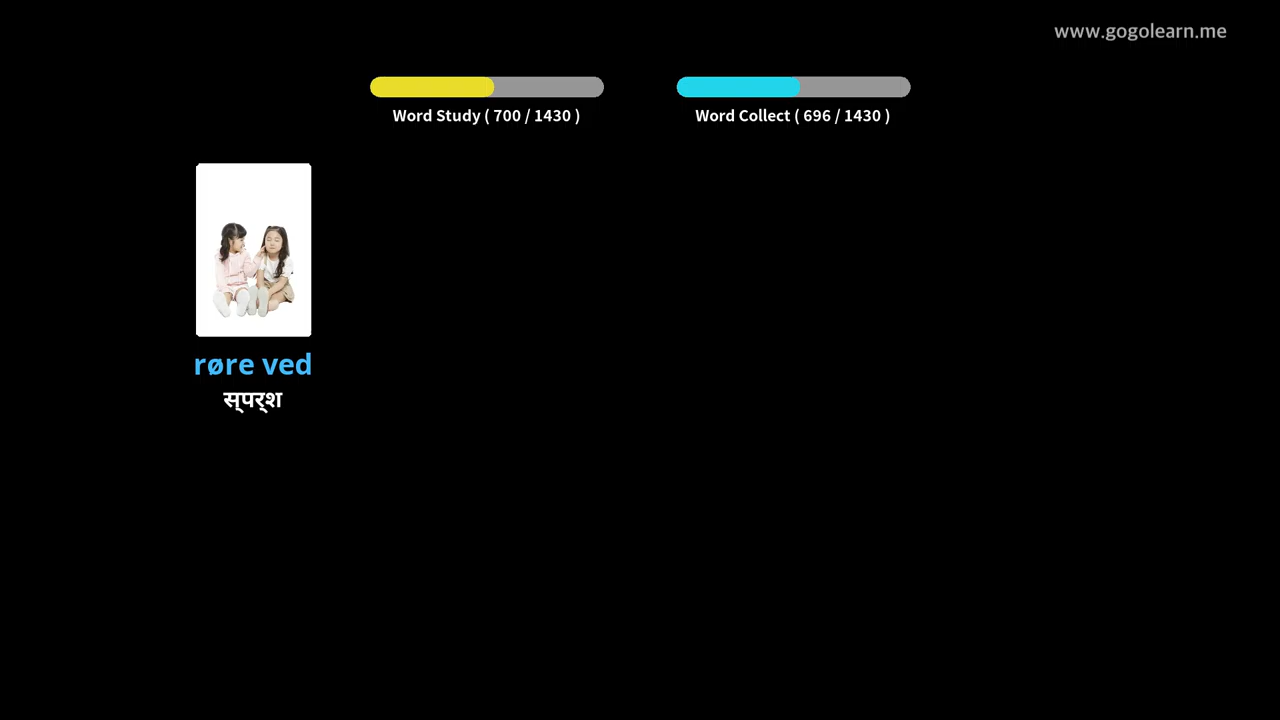 www.gogolearn.me
Word Study ( 700 / 1430 )
Word Collect ( 696 / 1430 )
røre ved
स्पर्श